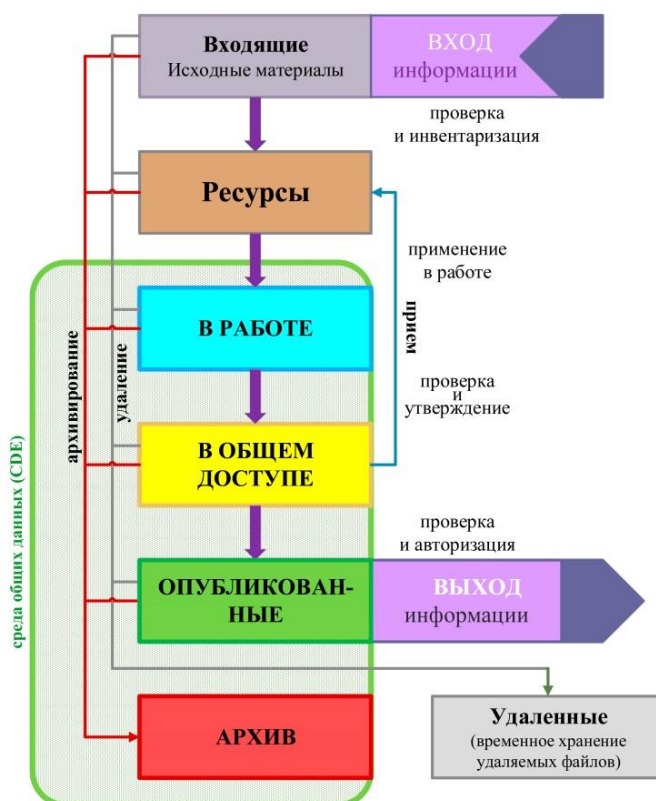 Входящие
Исходные материалы
ВХОД
информации
проверка
и инвентаризация
Ресурсы
применение
в работе
прием
В РАБОТЕ
архивирование
удаление
проверка
и
утверждение
В ОБЩЕМ
ДОСТУПЕ
среда общих данных (CDE)
проверка
и авторизация
ОПУБЛИКОВАН-
НЫЕ
ВЫХОД
информации
АРХИВ
Удаленные
(временное хранение
удаляемых файлов)